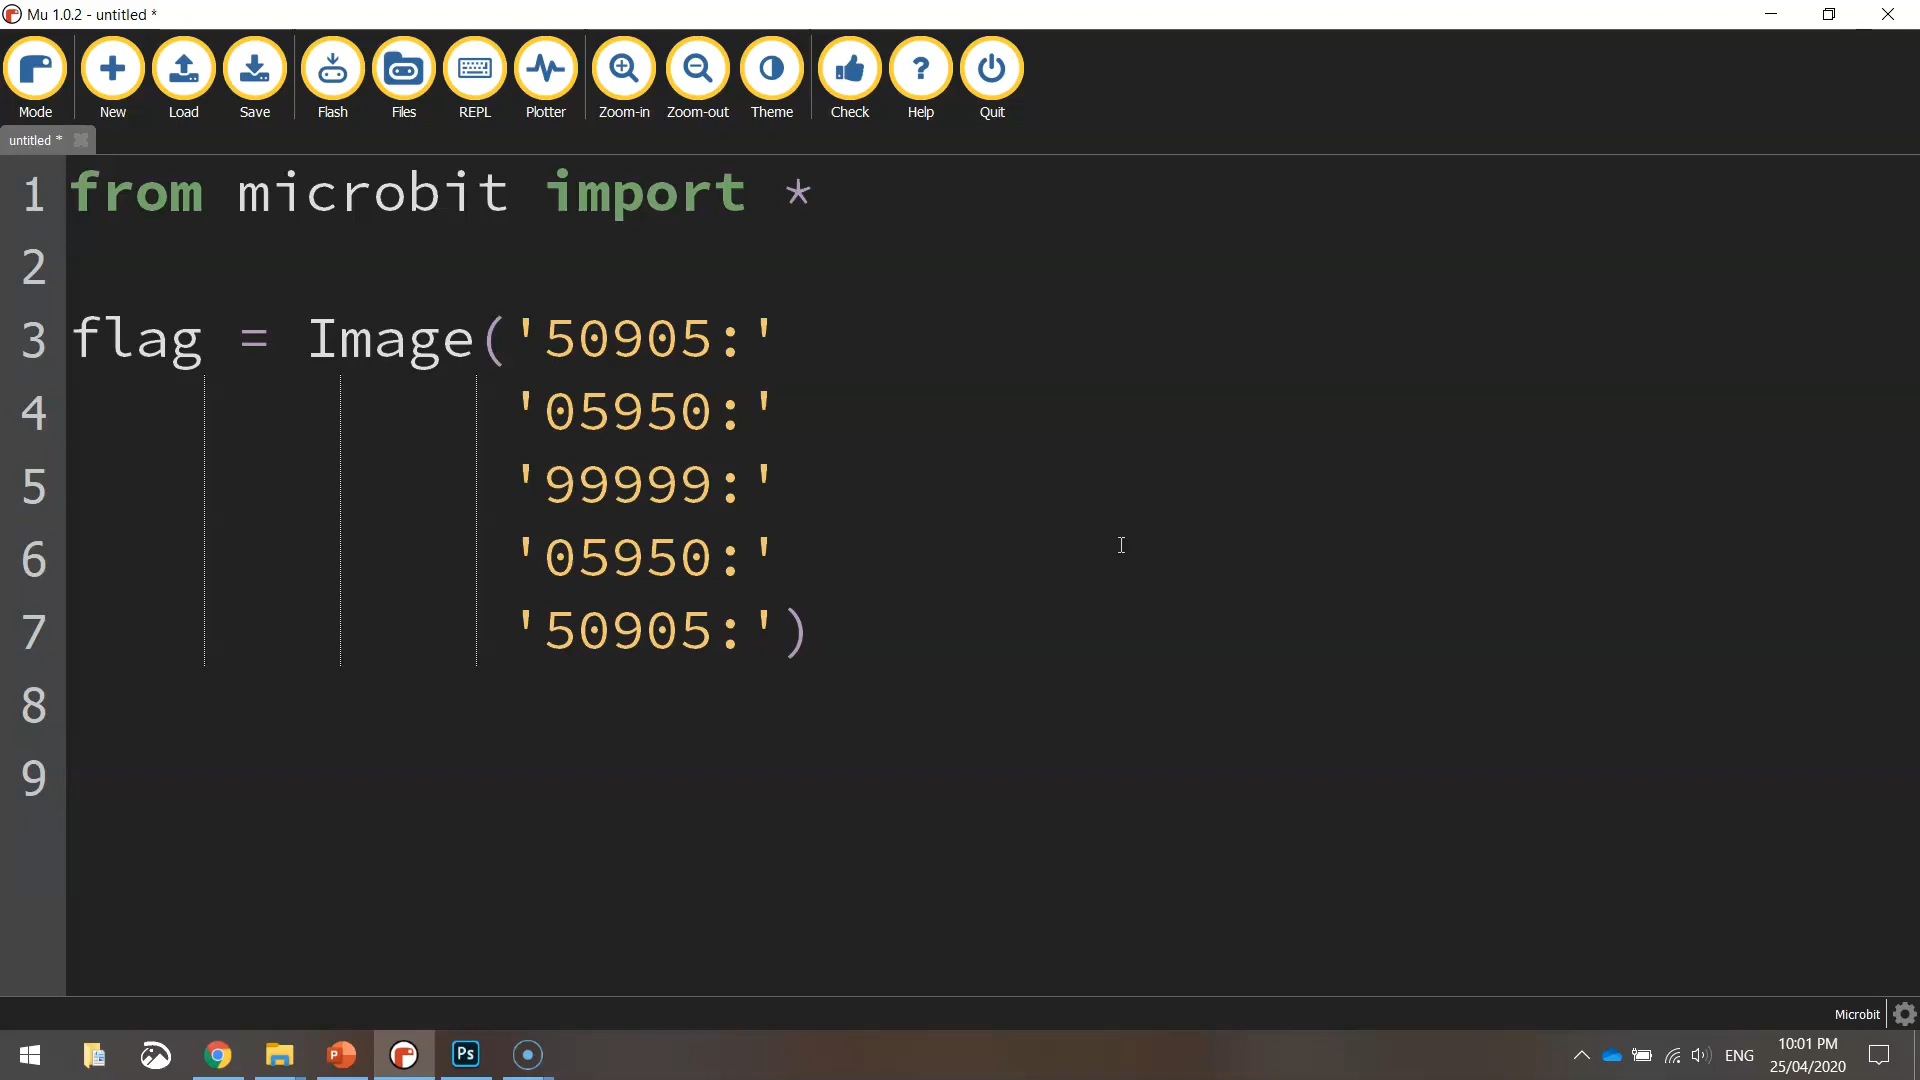 Mu 1.0.2 - untitled *
Mode New Load Save Flash Files REPL Plotter Zoom-in Zoom-out Theme Check Help Quit
untitled *
1 from microbit import *
2
3 flag = Image('50905:'
4 '05950:'
5 '99999:'
6 '05950:'
7 '50905:')
8
9
Microbit
P Ps ENG 10:01 PM
25/04/2020